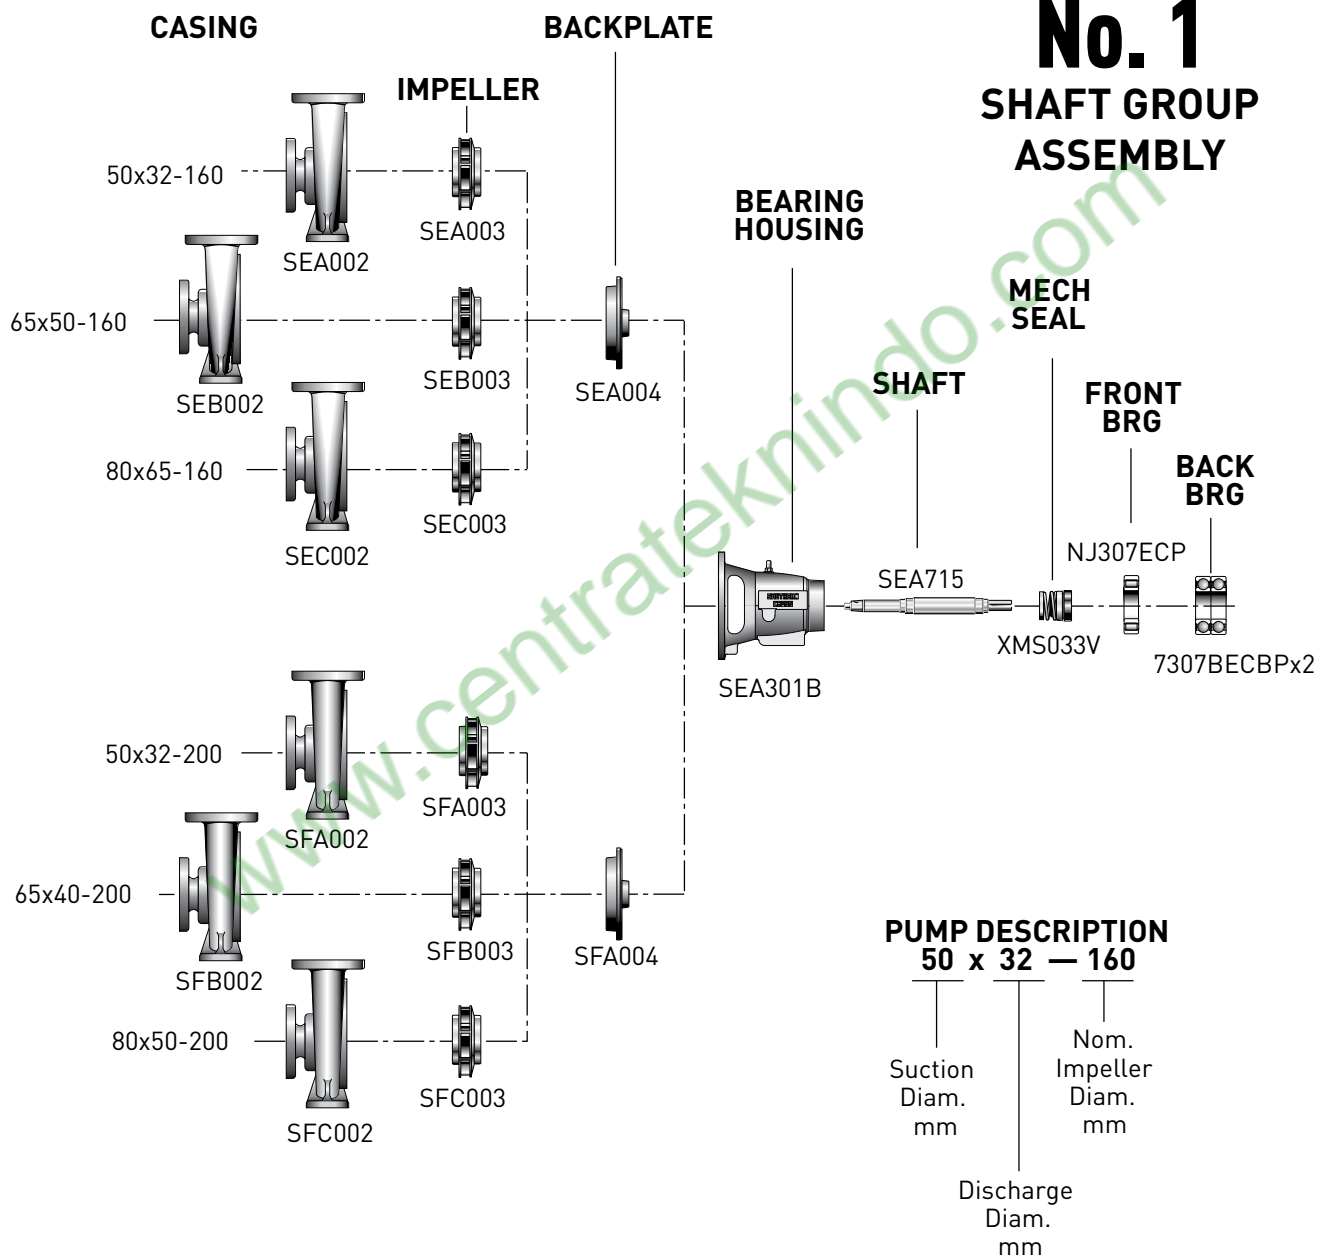 CASING
BACKPLATE
No. 1
SHAFT GROUP
ASSEMBLY
IMPELLER
50x32-160
SEA002
SEA003
65x50-160
SEB002
SEB003
SEA004
80x65-160
SEC002
SEC003
BEARING
HOUSING
SEA301B
SHAFT
SEA715
MECH
SEAL
XMS033V
FRONT
BRG
NJ307ECP
BACK
BRG
7307BECBPx2
50x32-200
SFA002
SFA003
65x40-200
SFB002
SFB003
SFA004
80x50-200
SFC002
SFC003
PUMP DESCRIPTION
50 x 32 — 160
Suction
Diam.
mm
Discharge
Diam.
mm
Nom.
Impeller
Diam.
mm
www.centrateknindo.com